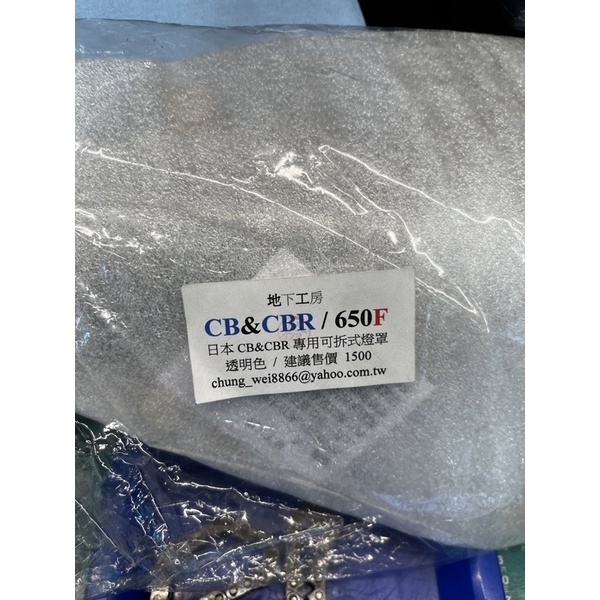 地下工房
CB&CBR / 650F
日本 CB&CBR 專用可拆式燈罩
透明色 / 建議售價 1500
chung_wei8866@yahoo.com.tw